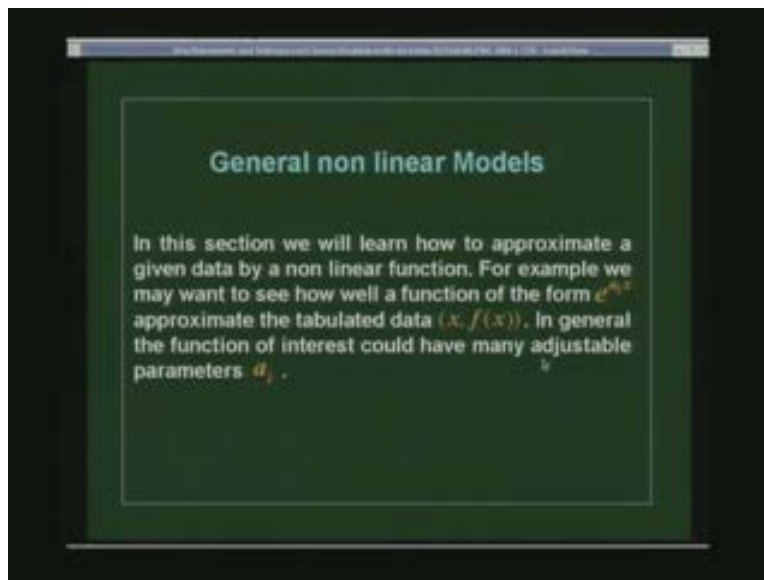 General non linear Models
In this section we will learn how to approximate a
given data by a non linear function. For example we
may want to see how well a function of the form
approximate the tabulated data (x, f(x)). In general
the function of interest could have many adjustable
parameters a_i .